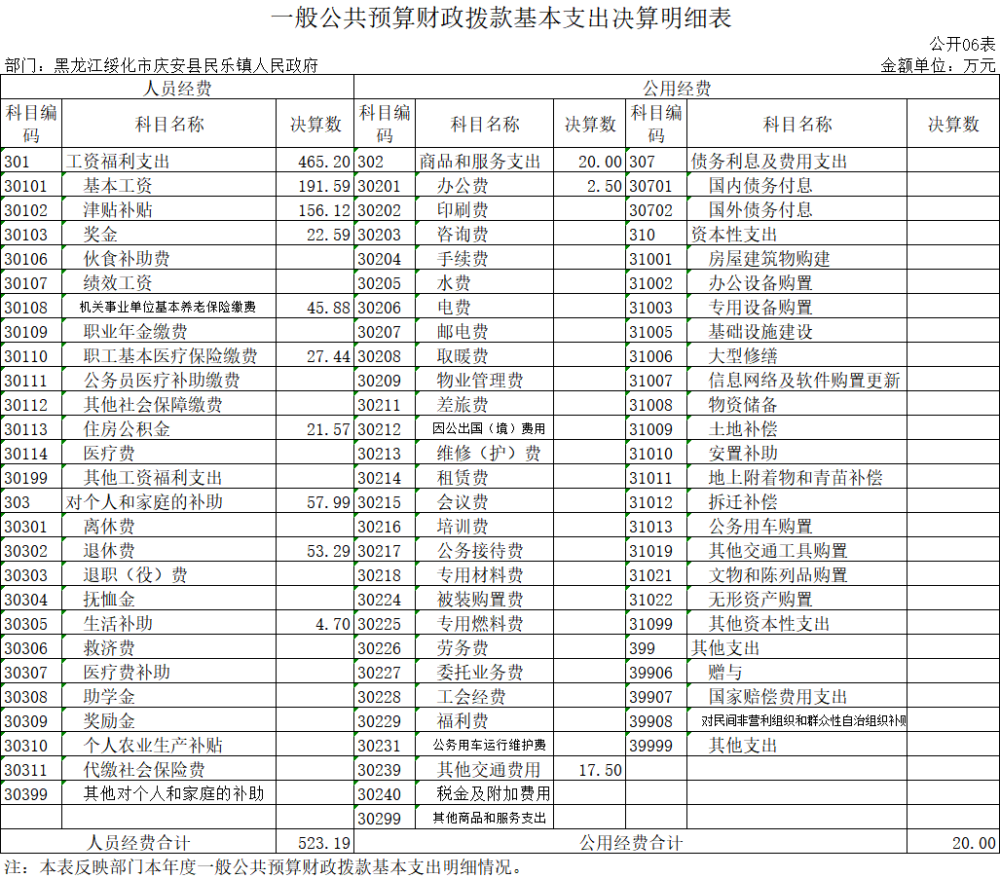 一般公共预算财政拨款基本支出决算明细表
公开06表
部门：黑龙江绥化市庆安县民乐镇人民政府 金额单位：万元
人员经费 公用经费
科目编码 科目名称 决算数 科目编码 科目名称 决算数 科目编码 科目名称 决算数
301 工资福利支出 465.20 302 商品和服务支出 20.00 307 债务利息及费用支出
30101 基本工资 191.59 30201 办公费 2.50 30701 国内债务付息
30102 津贴补贴 156.12 30202 印刷费 30702 国外债务付息
30103 奖金 22.59 30203 咨询费 310 资本性支出
30106 伙食补助费 30204 手续费 31001 房屋建筑物购建
30107 绩效工资 30205 水费 31002 办公设备购置
30108 机关事业单位基本养老保险缴费 45.88 30206 电费 31003 专用设备购置
30109 职业年金缴费 30207 邮电费 31005 基础设施建设
30110 职工基本医疗保险缴费 27.44 30208 取暖费 31006 大型修缮
30111 公务员医疗补助缴费 30209 物业管理费 31007 信息网络及软件购置更新
30112 其他社会保障缴费 30211 差旅费 31008 物资储备
30113 住房公积金 21.57 30212 因公出国（境）费用 31009 土地补偿
30114 医疗费 30213 维修（护）费 31010 安置补助
30199 其他工资福利支出 30214 租赁费 31011 地上附着物和青苗补偿
303 对个人和家庭的补助 57.99 30215 会议费 31012 拆迁补偿
30301 离休费 30216 培训费 31013 公务用车购置
30302 退休费 53.29 30217 公务接待费 31019 其他交通工具购置
30303 退职（役）费 30218 专用材料费 31021 文物和陈列品购置
30304 抚恤金 30224 被装购置费 31022 无形资产购置
30305 生活补助 4.70 30225 专用燃料费 31099 其他资本性支出
30306 救济费 30226 劳务费 399 其他支出
30307 医疗费补助 30227 委托业务费 39906 赠与
30308 助学金 30228 工会经费 39907 国家赔偿费用支出
30309 奖励金 30229 福利费 39908 对民间非营利组织和群众性自治组织补贴
30310 个人农业生产补贴 30231 公务用车运行维护费 39999 其他支出
30311 代缴社会保险费 30239 其他交通费用 17.50
30399 其他对个人和家庭的补助 30240 税金及附加费用
30299 其他商品和服务支出
人员经费合计 523.19 公用经费合计 20.00
注：本表反映部门本年度一般公共预算财政拨款基本支出明细情况。